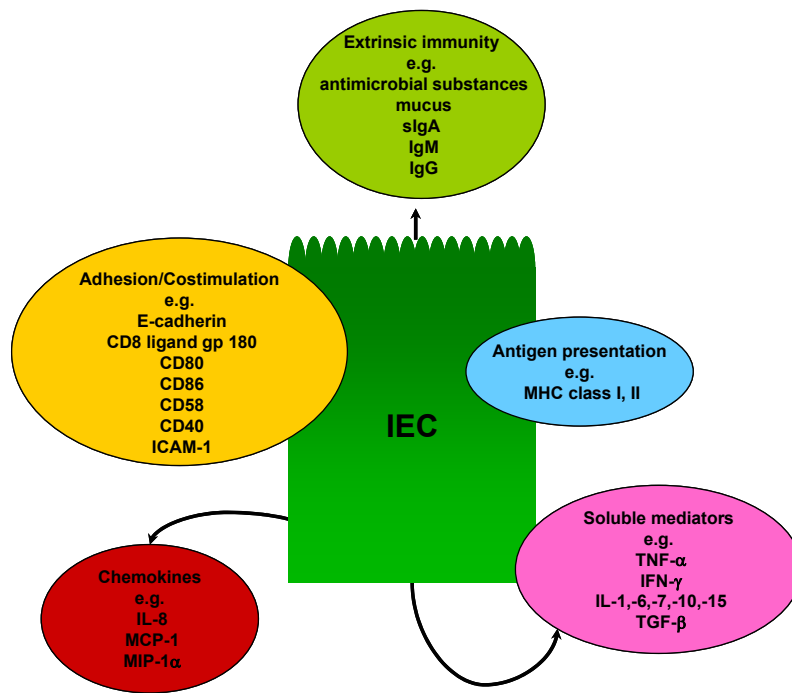 Extrinsic immunity
e.g.
antimicrobial substances
mucus
sIgA
IgM
IgG
Adhesion/Costimulation
e.g.
E-cadherin
CD8 ligand gp 180
CD80
CD86
CD58
CD40
ICAM-1
Antigen presentation
e.g.
MHC class I, II
IEC
Chemokines
e.g.
IL-8
MCP-1
MIP-1α
Soluble mediators
e.g.
TNF-α
IFN-γ
IL-1,-6,-7,-10,-15
TGF-β